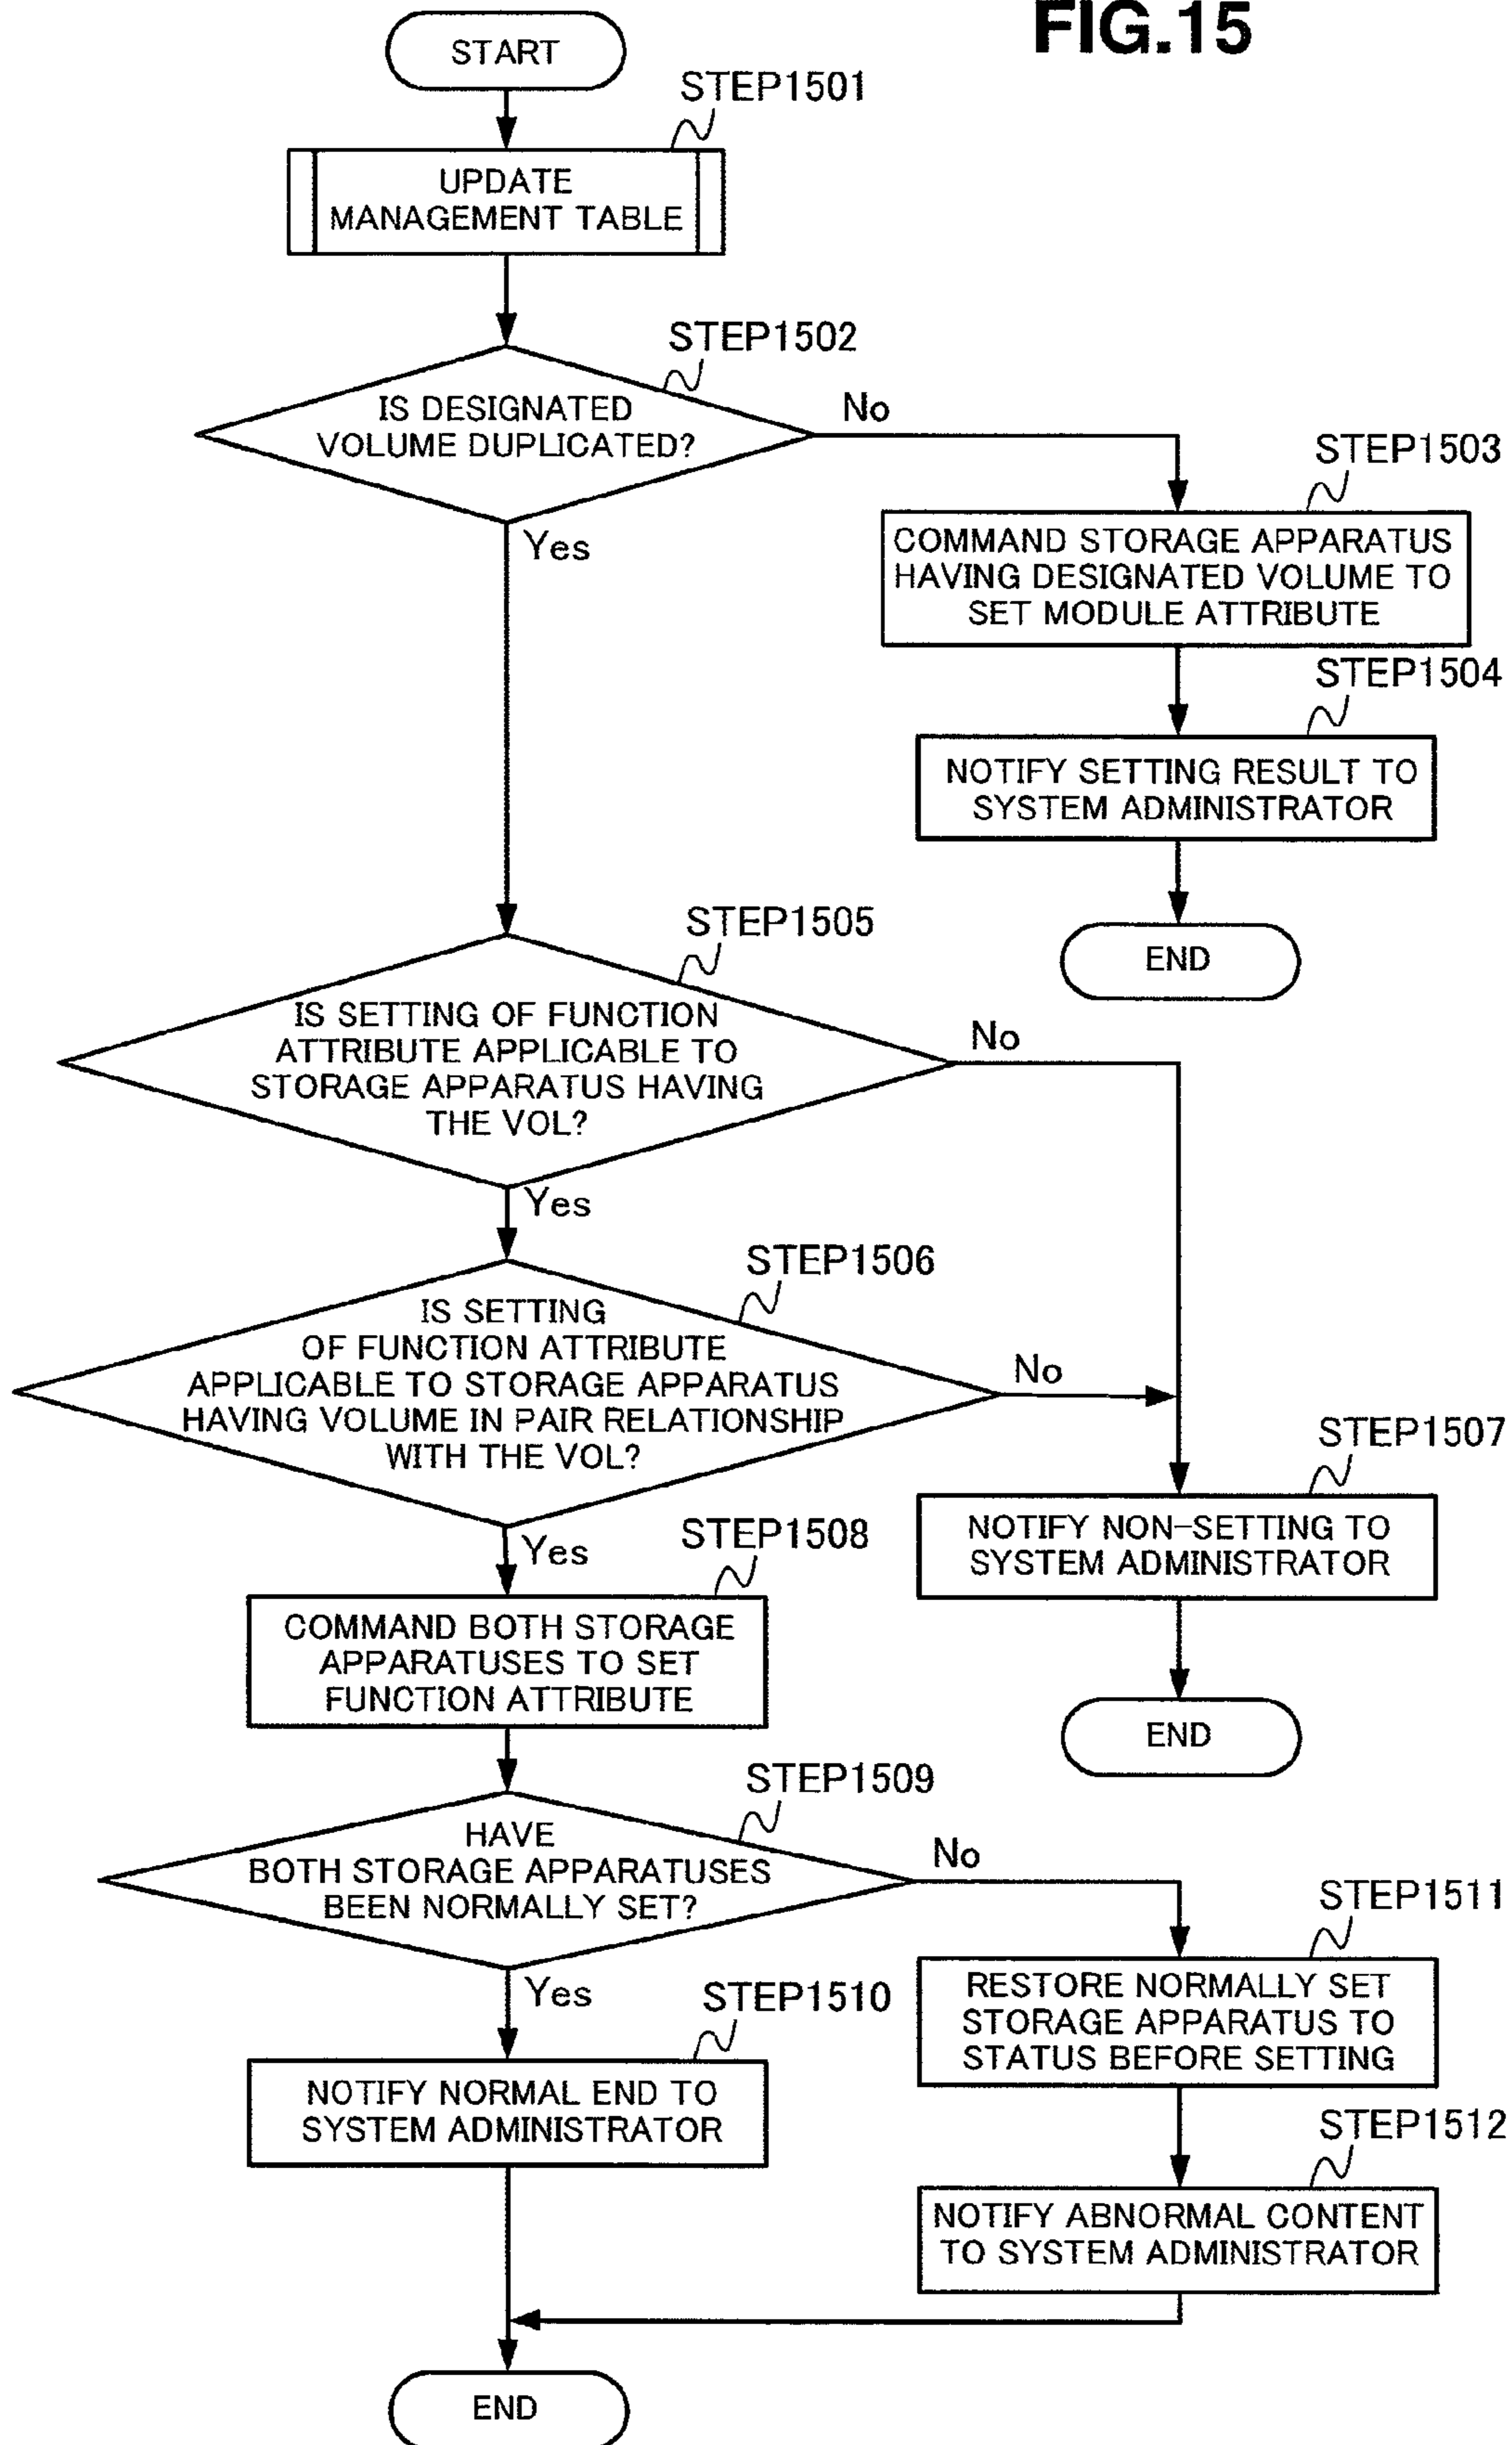 FIG.15
START
STEP1501
UPDATE
MANAGEMENT TABLE
STEP1502
IS DESIGNATED
VOLUME DUPLICATED?
No
Yes
STEP1503
COMMAND STORAGE APPARATUS
HAVING DESIGNATED VOLUME TO
SET MODULE ATTRIBUTE
STEP1504
NOTIFY SETTING RESULT TO
SYSTEM ADMINISTRATOR
END
STEP1505
IS SETTING OF FUNCTION
ATTRIBUTE APPLICABLE TO
STORAGE APPARATUS HAVING
THE VOL?
No
Yes
STEP1506
IS SETTING
OF FUNCTION ATTRIBUTE
APPLICABLE TO STORAGE APPARATUS
HAVING VOLUME IN PAIR RELATIONSHIP
WITH THE VOL?
No
Yes
STEP1507
NOTIFY NON-SETTING TO
SYSTEM ADMINISTRATOR
END
STEP1508
COMMAND BOTH STORAGE
APPARATUSES TO SET
FUNCTION ATTRIBUTE
STEP1509
HAVE
BOTH STORAGE APPARATUSES
BEEN NORMALLY SET?
No
Yes
STEP1510
NOTIFY NORMAL END TO
SYSTEM ADMINISTRATOR
STEP1511
RESTORE NORMALLY SET
STORAGE APPARATUS TO
STATUS BEFORE SETTING
STEP1512
NOTIFY ABNORMAL CONTENT
TO SYSTEM ADMINISTRATOR
END